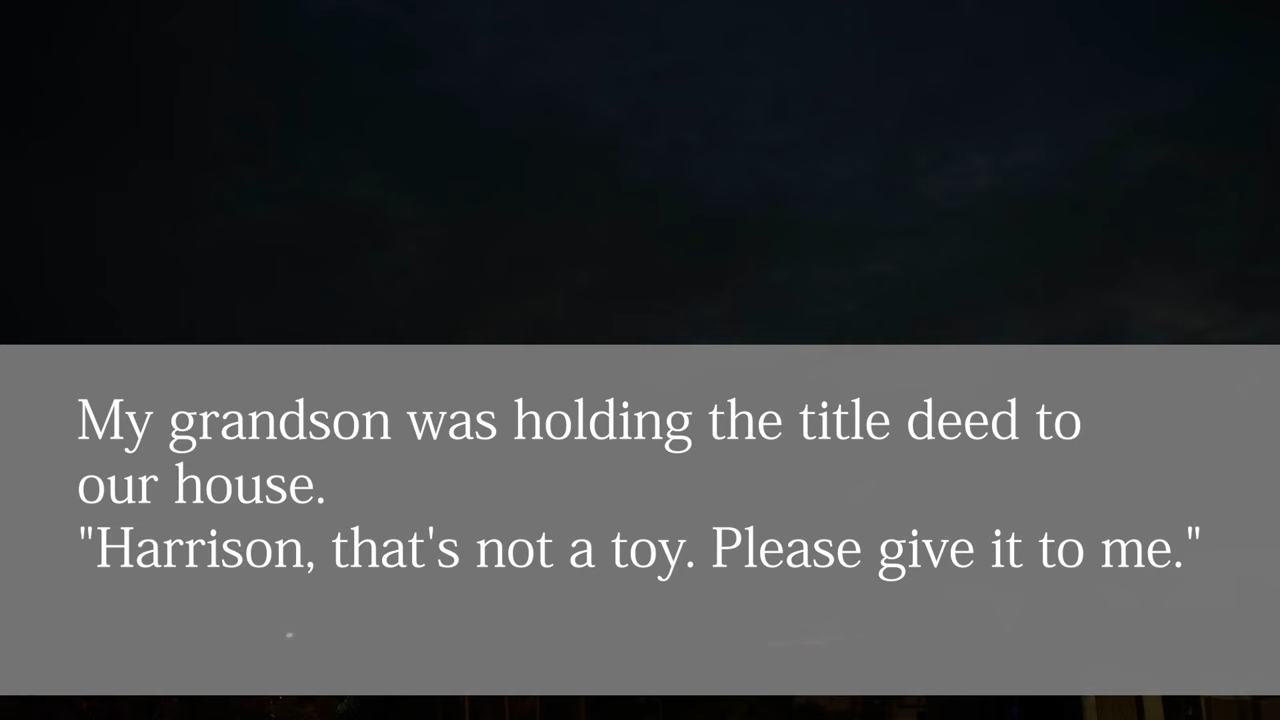 My grandson was holding the title deed to
our house.
"Harrison, that's not a toy. Please give it to me."